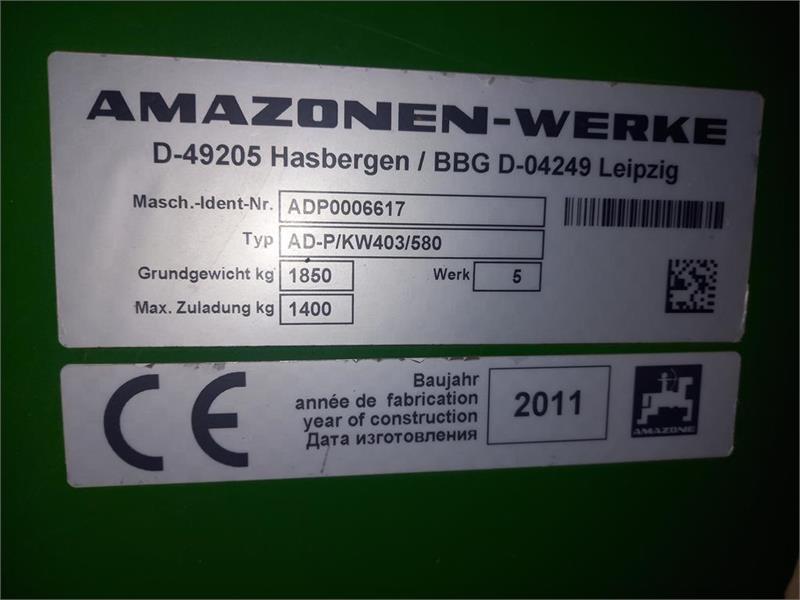 AMAZONEN-WERKE
D-49205 Hasbergen / BBG D-04249 Leipzig
Masch.-Ident-Nr. ADP0006617
Typ AD-P/KW403/580
Grundgewicht kg 1850 Werk 5
Max. Zuladung kg 1400
CE
Baujahr
année de fabrication
year of construction
Дата изготовления
2011
AMAZONE